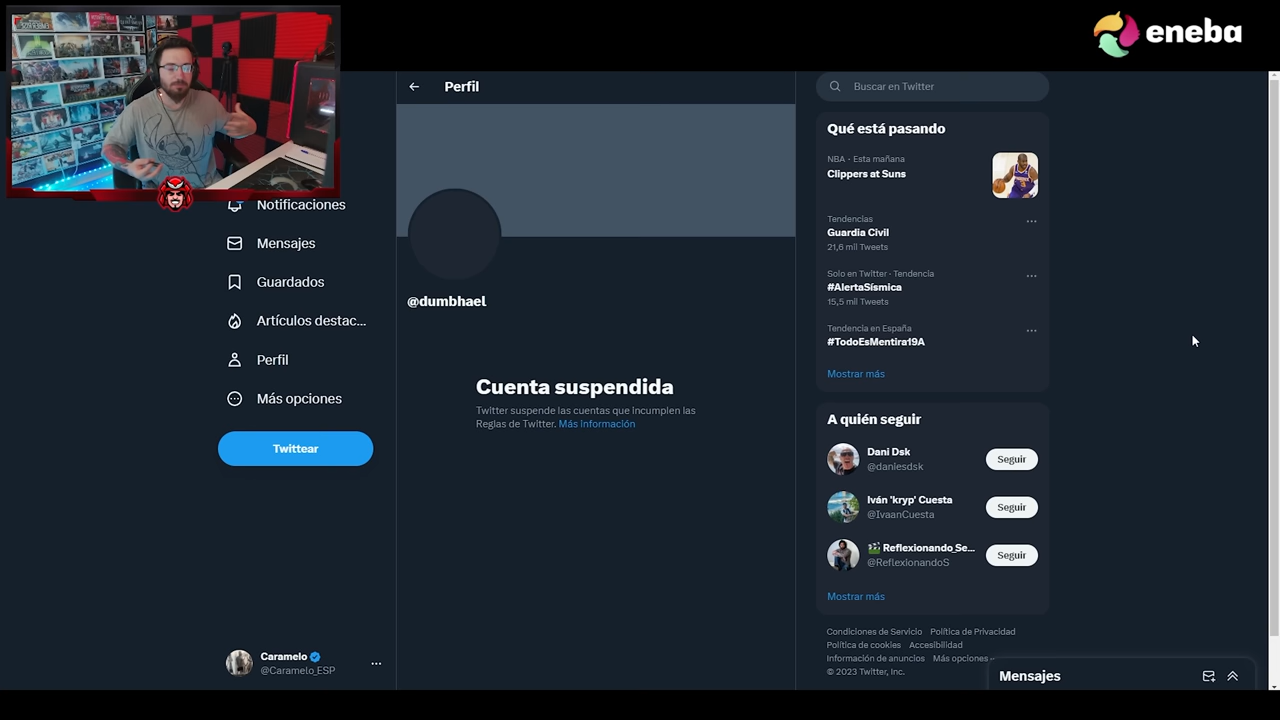 eneba
Notificaciones
Mensajes
Guardados
Artículos destac...
Perfil
Más opciones
Twittear
Caramelo
@Caramelo_ESP
Perfil
@dumbhael
Cuenta suspendida
Twitter suspende las cuentas que incumplen las
Reglas de Twitter. Más información
Buscar en Twitter
Qué está pasando
NBA · Esta mañana
Clippers at Suns
Tendencias
Guardia Civil
21,6 mil Tweets
Solo en Twitter · Tendencia
#AlertaSísmica
15,5 mil Tweets
Tendencia en España
#TodoEsMentira19A
Mostrar más
A quién seguir
Dani Dsk
@daniesdsk
Seguir
Iván 'kryp' Cuesta
@IvaanCuesta
Seguir
Reflexionando_Se...
@ReflexionandoS
Seguir
Mostrar más
Condiciones de Servicio Política de Privacidad
Política de cookies Accesibilidad
Información de anuncios Más opciones ...
© 2023 Twitter, Inc.
Mensajes